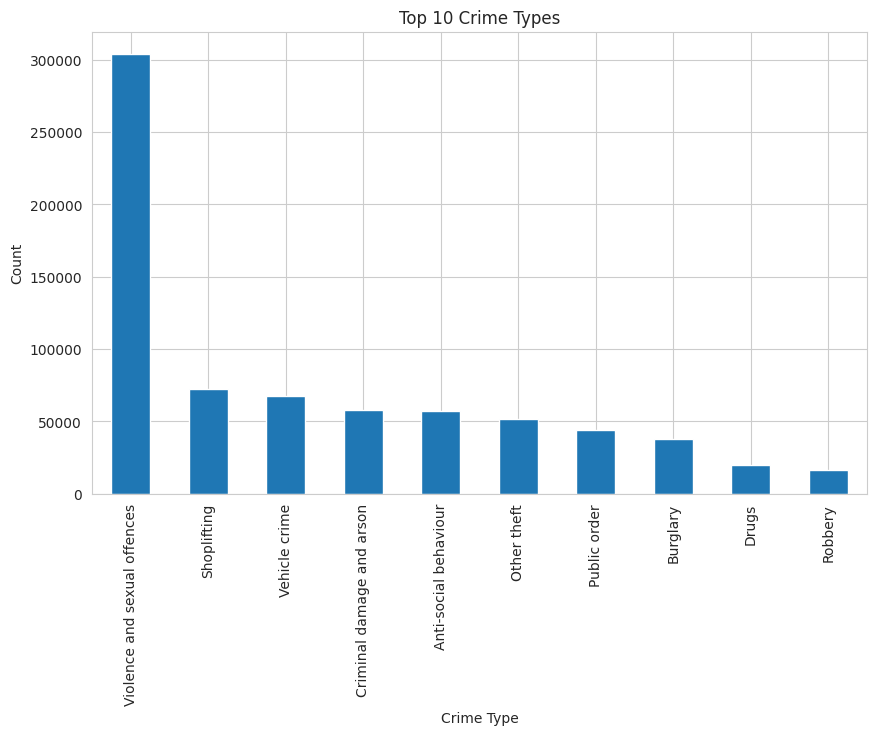 Top 10 Crime Types
Count
300000
250000
200000
150000
100000
50000
0
Violence and sexual offences
Shoplifting
Vehicle crime
Criminal damage and arson
Anti-social behaviour
Other theft
Public order
Burglary
Drugs
Robbery
Crime Type